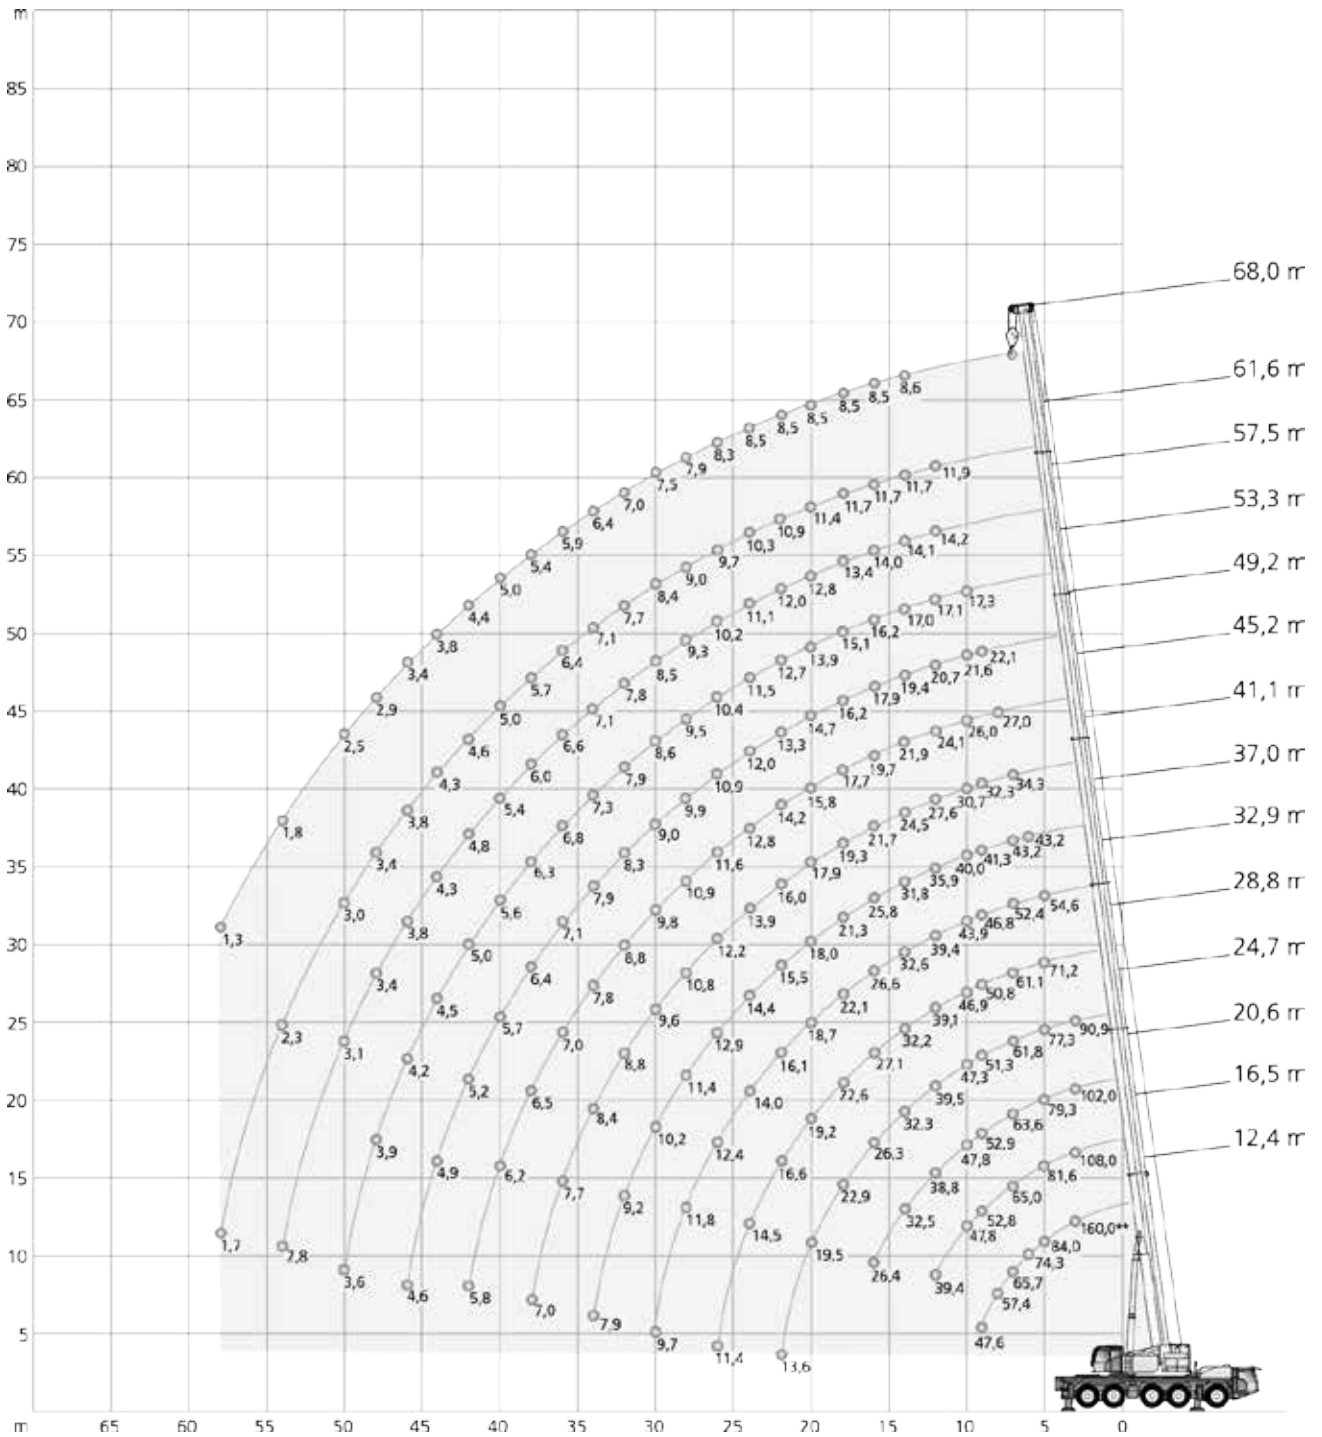 m
85
80
75
70
65
60
55
50
45
40
35
30
25
20
15
10
5
1,3 1,8 2,5 2,9 3,4 3,8 4,4 5,0 5,4 5,9 6,4 7,0 7,5 7,9 8,3 8,5 8,5 8,5 8,5 8,5 8,6
1,7 2,3 3,0 3,4 3,8 4,3 4,6 5,0 5,7 6,4 7,1 7,7 8,4 9,0 9,7 10,3 10,9 11,4 11,7 11,7 11,7 11,9
3,1 3,4 3,8 4,3 4,8 5,4 6,0 6,6 7,1 7,8 8,5 9,3 10,2 11,1 12,0 12,8 13,4 14,0 14,1 14,2
3,6 3,9 4,2 4,5 5,0 5,6 6,3 6,8 7,3 7,9 8,6 9,5 10,4 11,5 12,7 13,9 15,1 16,2 17,0 17,1 17,3
4,6 4,9 5,2 5,7 6,4 7,1 7,9 8,3 9,0 9,9 10,9 12,0 13,3 14,7 16,2 17,9 19,4 20,7 21,6 22,1
5,8 6,2 6,5 7,0 7,8 8,8 9,8 10,9 11,6 12,8 14,2 15,8 17,7 19,7 21,9 24,1 26,0 27,0
7,0 7,7 8,4 8,8 9,6 10,8 12,2 13,9 16,0 17,9 19,3 21,7 24,5 27,6 30,7 32,3 34,3
7,9 9,2 10,2 11,4 12,9 14,4 15,5 18,0 21,3 25,8 31,8 35,9 40,0 41,3 43,2 43,2
9,7 11,8 12,4 14,0 16,1 18,7 22,1 26,6 32,6 39,4 43,9 46,8 52,4 54,6
11,4 14,5 16,6 19,2 22,6 27,1 32,2 39,1 46,9 50,8 61,1 71,2
13,6 19,5 22,9 26,3 32,3 39,5 47,3 51,3 61,8 77,3 90,9
26,4 32,5 38,8 47,8 52,9 63,6 79,3 102,0
39,4 47,8 52,8 65,0 81,6 108,0
47,6 57,4 65,7 74,3 84,0 160,0**
68,0 m
61,6 m
57,5 m
53,3 m
49,2 m
45,2 m
41,1 m
37,0 m
32,9 m
28,8 m
24,7 m
20,6 m
16,5 m
12,4 m
m 65 60 55 50 45 40 35 30 25 20 15 10 5 0